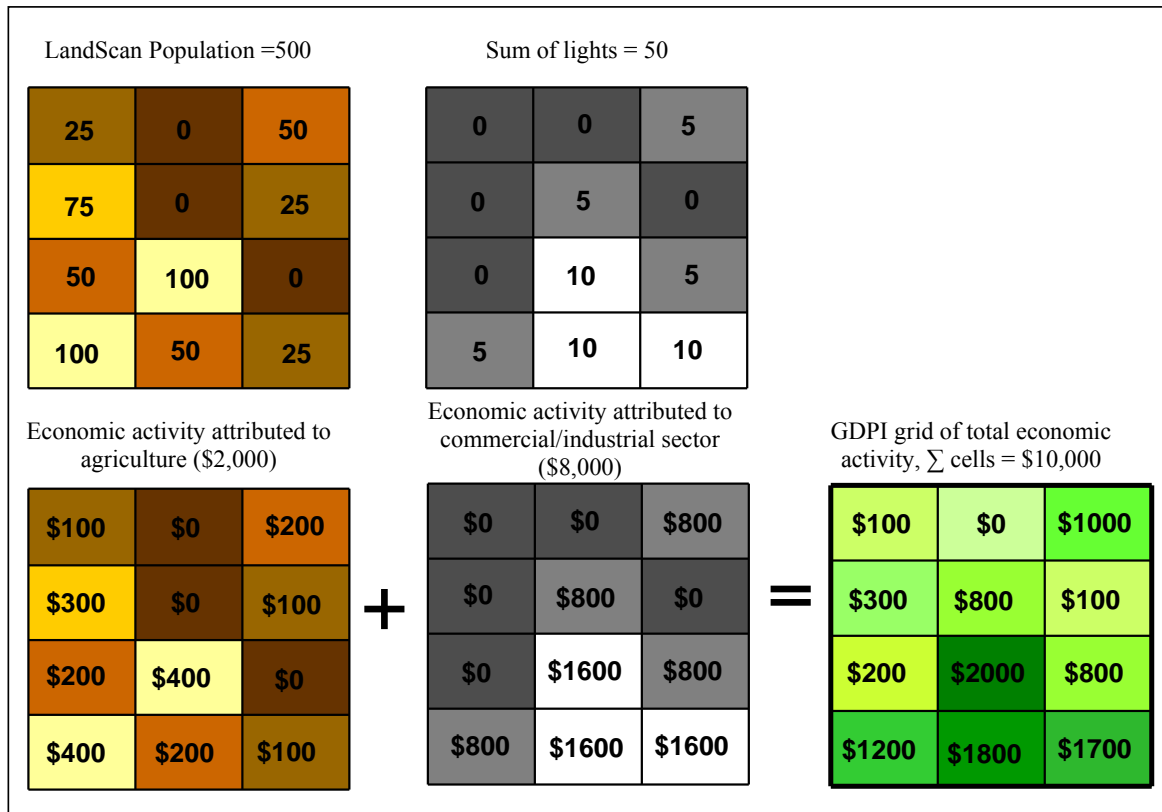 LandScan Population =500
Sum of lights = 50
25 0 50
75 0 25
50 100 0
100 50 25
0 0 5
0 5 0
0 10 5
5 10 10
Economic activity attributed to
agriculture ($2,000)
Economic activity attributed to
commercial/industrial sector
($8,000)
GDPI grid of total economic
activity, ∑ cells = $10,000
$100 $0 $200
$300 $0 $100
$200 $400 $0
$400 $200 $100
+
$0 $0 $800
$0 $800 $0
$0 $1600 $800
$800 $1600 $1600
=
$100 $0 $1000
$300 $800 $100
$200 $2000 $800
$1200 $1800 $1700